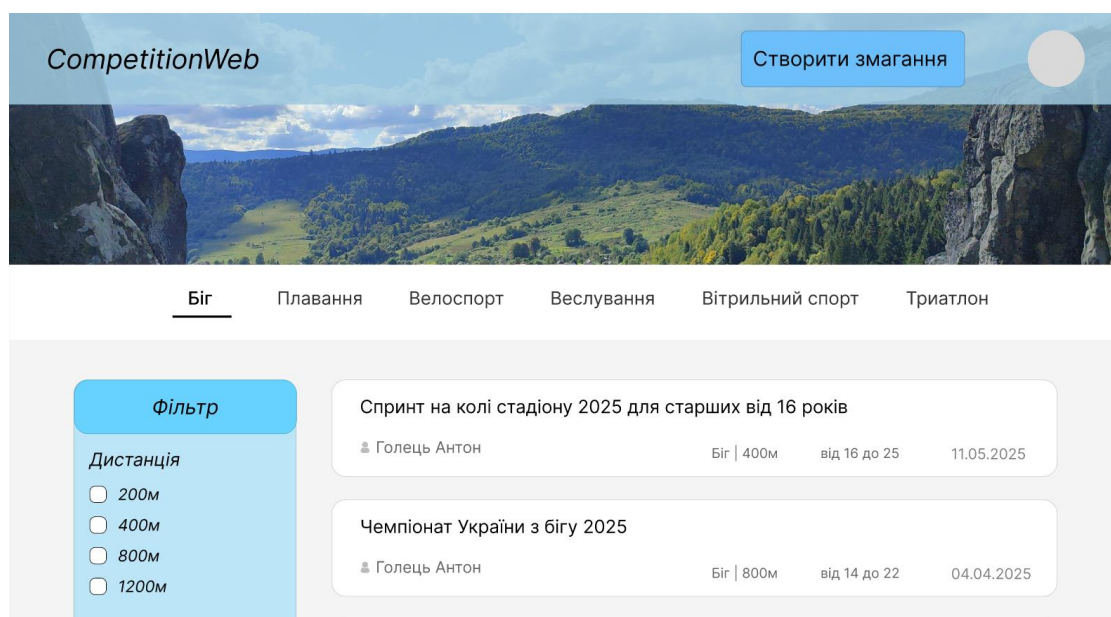 CompetitionWeb
Створити змагання
Біг Плавання Велоспорт Веслування Вітрильний спорт Триатлон
Фільтр
Дистанція
200м
400м
800м
1200м
Спринт на колі стадіону 2025 для старших від 16 років
Голець Антон Біг | 400м від 16 до 25 11.05.2025
Чемпіонат України з бігу 2025
Голець Антон Біг | 800м від 14 до 22 04.04.2025